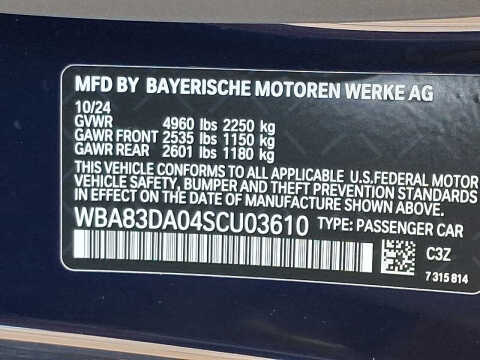 MFD BY BAYERISCHE MOTOREN WERKE AG
10/24
GVWR 4960 lbs 2250 kg
GAWR FRONT 2535 lbs 1150 kg
GAWR REAR 2601 lbs 1180 kg
THIS VEHICLE CONFORMS TO ALL APPLICABLE U.S.FEDERAL MOTOR
VEHICLE SAFETY, BUMPER AND THEFT PREVENTION STANDARDS
IN EFFECT ON THE DATE OF MANUFACTURE SHOWN ABOVE.
WBA83DA04SCU03610 TYPE: PASSENGER CAR
C3Z
7 315 814